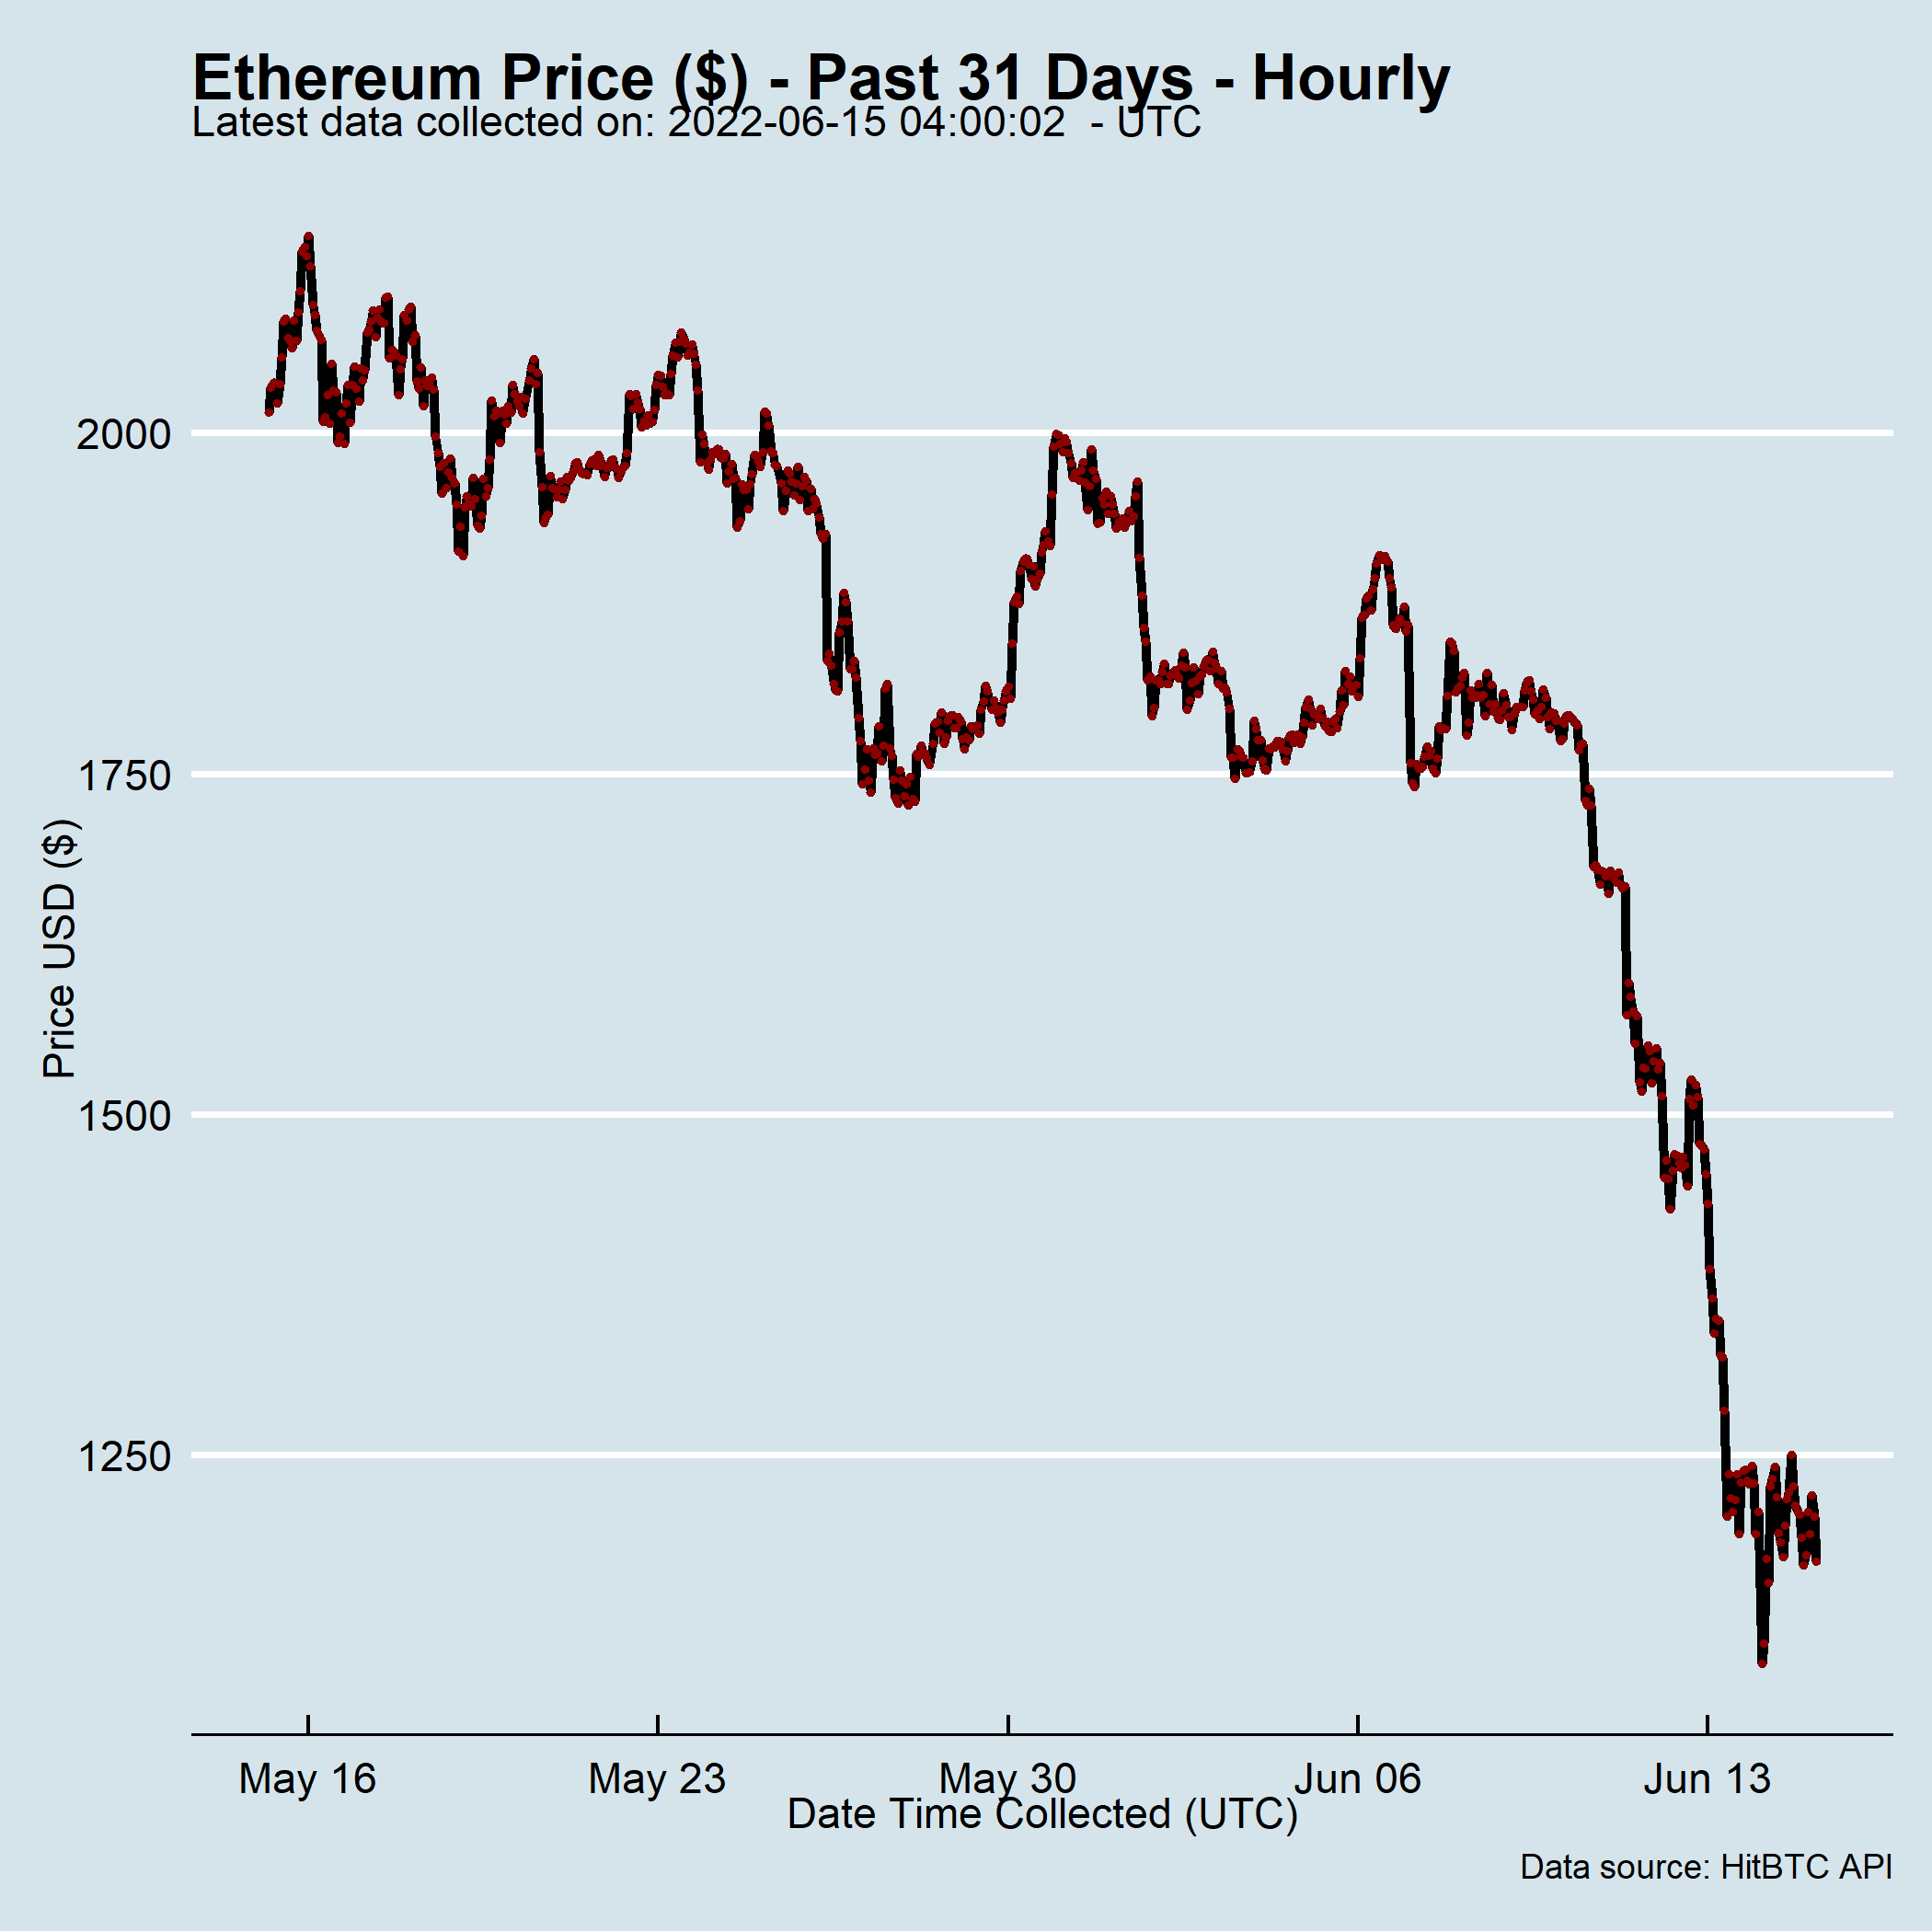 Ethereum Price ($) - Past 31 Days - Hourly
Latest data collected on: 2022-06-15 04:00:02  - UTC
2000
1750
1500
1250
Price USD ($)
May 16
May 23
May 30
Jun 06
Jun 13
Date Time Collected (UTC)
Data source: HitBTC API